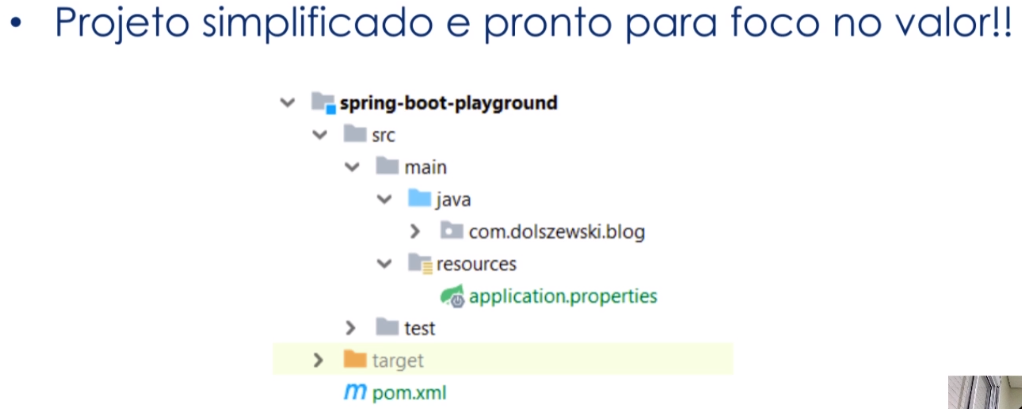 • Projeto simplificado e pronto para foco no valor!!
spring-boot-playground
src
main
java
com.dolszewski.blog
resources
application.properties
test
target
m pom.xml